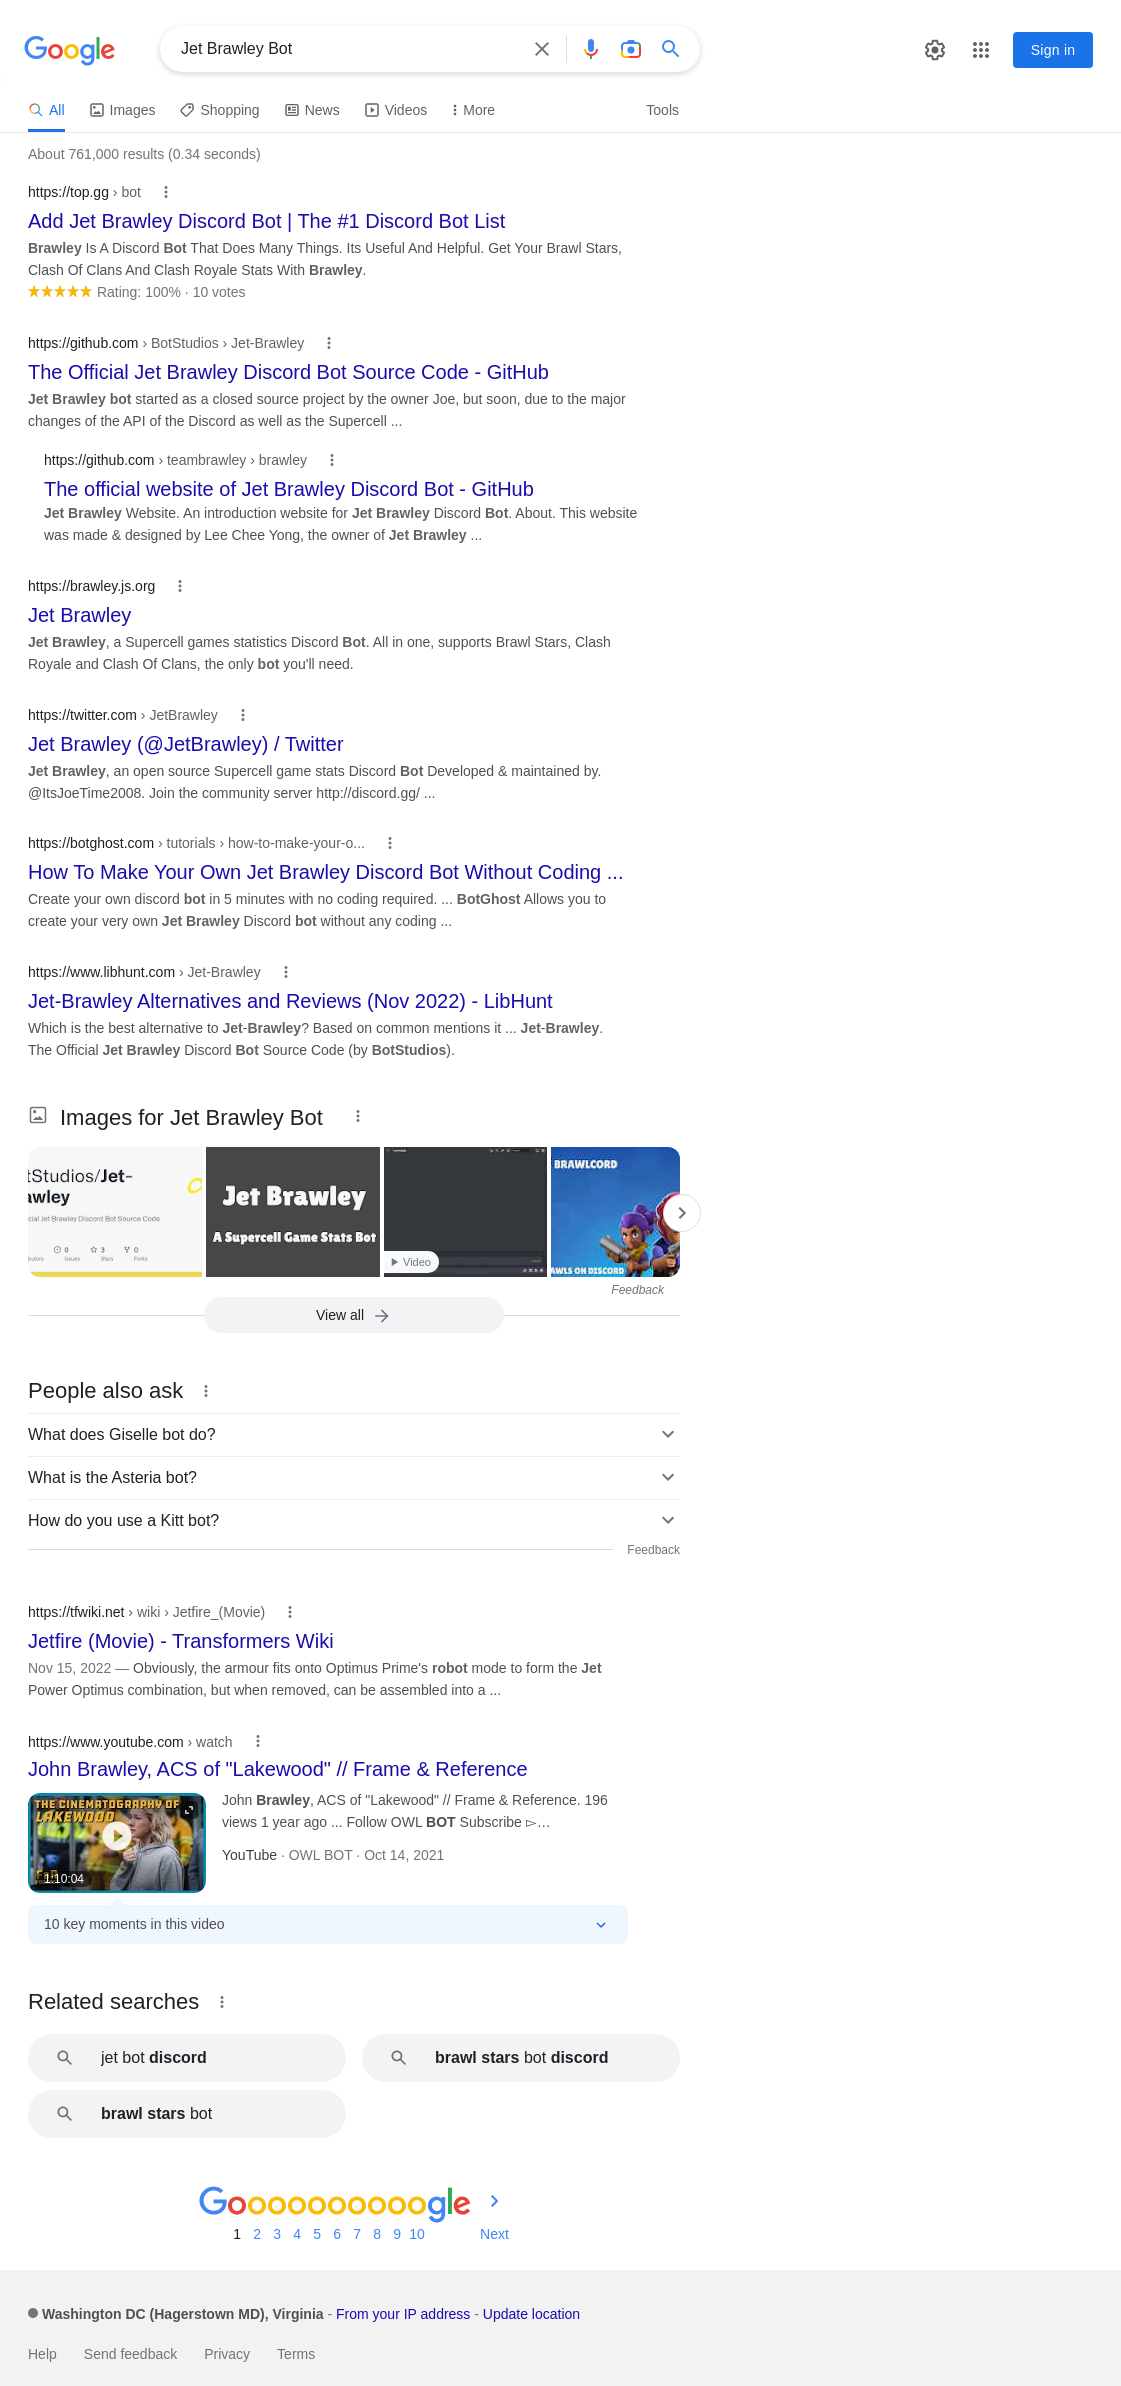 Google
Jet Brawley Bot
Sign in
All
Images
Shopping
News
Videos
More
Tools
About 761,000 results (0.34 seconds)
https://top.gg › bot
Add Jet Brawley Discord Bot | The #1 Discord Bot List
Brawley Is A Discord Bot That Does Many Things. Its Useful And Helpful. Get Your Brawl Stars,
Clash Of Clans And Clash Royale Stats With Brawley.
Rating: 100% · 10 votes
https://github.com › BotStudios › Jet-Brawley
The Official Jet Brawley Discord Bot Source Code - GitHub
Jet Brawley bot started as a closed source project by the owner Joe, but soon, due to the major
changes of the API of the Discord as well as the Supercell ...
https://github.com › teambrawley › brawley
The official website of Jet Brawley Discord Bot - GitHub
Jet Brawley Website. An introduction website for Jet Brawley Discord Bot. About. This website
was made & designed by Lee Chee Yong, the owner of Jet Brawley ...
https://brawley.js.org
Jet Brawley
Jet Brawley, a Supercell games statistics Discord Bot. All in one, supports Brawl Stars, Clash
Royale and Clash Of Clans, the only bot you'll need.
https://twitter.com › JetBrawley
Jet Brawley (@JetBrawley) / Twitter
Jet Brawley, an open source Supercell game stats Discord Bot Developed & maintained by.
@ItsJoeTime2008. Join the community server http://discord.gg/ ...
https://botghost.com › tutorials › how-to-make-your-o...
How To Make Your Own Jet Brawley Discord Bot Without Coding ...
Create your own discord bot in 5 minutes with no coding required. ... BotGhost Allows you to
create your very own Jet Brawley Discord bot without any coding ...
https://www.libhunt.com › Jet-Brawley
Jet-Brawley Alternatives and Reviews (Nov 2022) - LibHunt
Which is the best alternative to Jet-Brawley? Based on common mentions it ... Jet-Brawley.
The Official Jet Brawley Discord Bot Source Code (by BotStudios).
Images for Jet Brawley Bot
tStudios/Jet-
awley
cial Jet Brawley Discord Bot Source Code
0
3
0
butors
Issues
Stars
Forks
Jet Brawley
A Supercell Game Stats Bot
Video
BRAWLCORD
AWLS ON DISCORD
Feedback
View all
People also ask
What does Giselle bot do?
What is the Asteria bot?
How do you use a Kitt bot?
Feedback
https://tfwiki.net › wiki › Jetfire_(Movie)
Jetfire (Movie) - Transformers Wiki
Nov 15, 2022 — Obviously, the armour fits onto Optimus Prime's robot mode to form the Jet
Power Optimus combination, but when removed, can be assembled into a ...
https://www.youtube.com › watch
John Brawley, ACS of "Lakewood" // Frame & Reference
THE CINEMATOGRAPHY OF
LAKEWOOD
1:10:04
John Brawley, ACS of "Lakewood" // Frame & Reference. 196
views 1 year ago ... Follow OWL BOT Subscribe ▻…
YouTube · OWL BOT · Oct 14, 2021
10 key moments in this video
Related searches
jet bot discord
brawl stars bot discord
brawl stars bot
Goooooooooogle
1 2 3 4 5 6 7 8 9 10 Next
Washington DC (Hagerstown MD), Virginia - From your IP address - Update location
Help Send feedback Privacy Terms